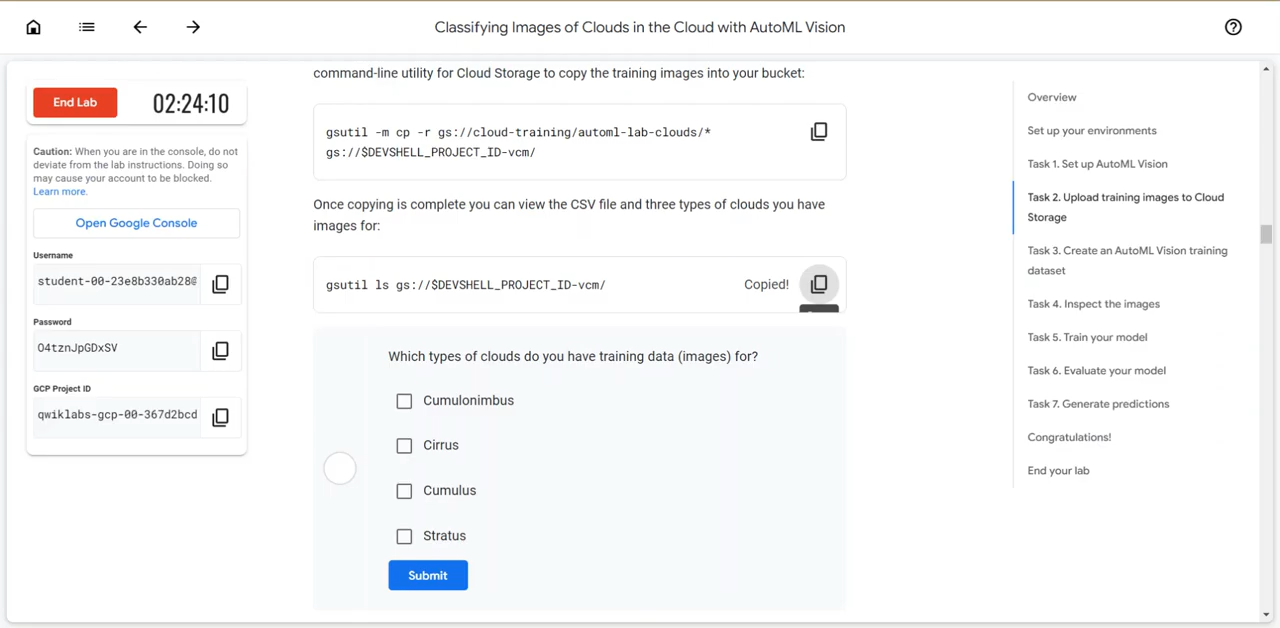 Classifying Images of Clouds in the Cloud with AutoML Vision
End Lab
02:24:10
Caution: When you are in the console, do not
deviate from the lab instructions. Doing so
may cause your account to be blocked.
Learn more.
Open Google Console
Username
student-00-23e8b330ab28@
Password
O4tznJpGDxSV
GCP Project ID
qwiklabs-gcp-00-367d2bcd
command-line utility for Cloud Storage to copy the training images into your bucket:
gsutil -m cp -r gs://cloud-training/automl-lab-clouds/*
gs://$DEVSHELL_PROJECT_ID-vcm/
Once copying is complete you can view the CSV file and three types of clouds you have
images for:
gsutil ls gs://$DEVSHELL_PROJECT_ID-vcm/
Copied!
Which types of clouds do you have training data (images) for?
Cumulonimbus
Cirrus
Cumulus
Stratus
Submit
Overview
Set up your environments
Task 1. Set up AutoML Vision
Task 2. Upload training images to Cloud
Storage
Task 3. Create an AutoML Vision training
dataset
Task 4. Inspect the images
Task 5. Train your model
Task 6. Evaluate your model
Task 7. Generate predictions
Congratulations!
End your lab